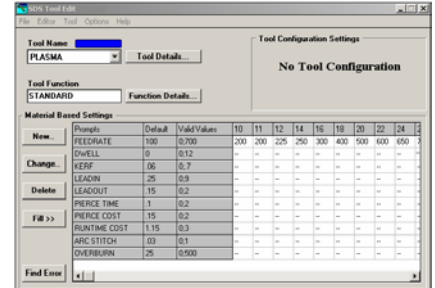 SDS Tool Edit
File Editor Tool Options Help
Tool Name
PLASMA
Tool Details...
Tool Function
STANDARD
Function Details...
Tool Configuration Settings
No Tool Configuration
Material Based Settings
New..
Change..
Delete
Fill >>
Find Error
Prompts Default Valid Values 10 11 12 14 16 18 20 22 24
FEEDRATE 100 0;700 200 200 225 250 300 400 500 600 650
DWELL 0 0;12 -- -- -- -- -- -- -- -- --
KERF .06 0;.7 -- -- -- -- -- -- -- -- --
LEADIN .25 0;9 -- -- -- -- -- -- -- -- --
LEADOUT .15 0;2 -- -- -- -- -- -- -- -- --
PIERCE TIME .1 0;2 -- -- -- -- -- -- -- -- --
PIERCE COST .15 0;2 -- -- -- -- -- -- -- -- --
RUNTIME COST 1.15 0;3 -- -- -- -- -- -- -- -- --
ARC STITCH .03 0;1 -- -- -- -- -- -- -- -- --
OVERBURN 25 0;500 -- -- -- -- -- -- -- -- --